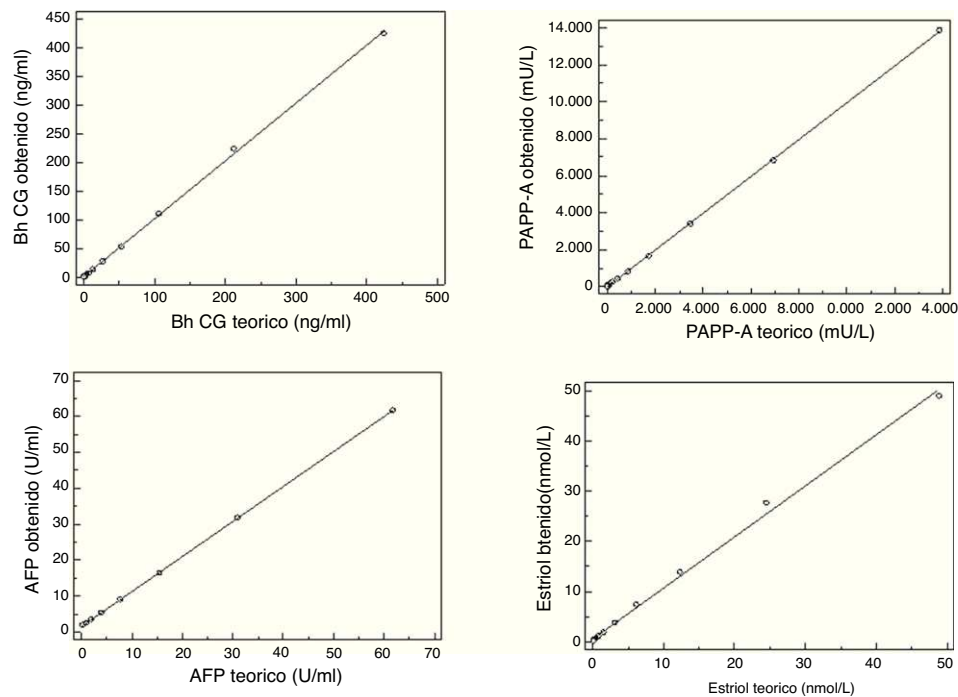 450
400
350
300
250
200
150
100
50
0
Bh CG obtenido (ng/ml)
0 100 200 300 400 500
Bh CG teorico (ng/ml)
14.000
12.000
10.000
8.000
6.000
4.000
2.000
0
PAPP-A obtenido (mU/L)
0 2.000 4.000 6.000 8.000 0.000 2.000 4.000
PAPP-A teorico (mU/L)
70
60
50
40
30
20
10
0
AFP obtenido (U/ml)
0 10 20 30 40 50 60 70
AFP teorico (U/ml)
50
40
30
20
10
0
Estriol btenido(nmol/L)
0 10 20 30 40 50
Estriol teorico (nmol/L)